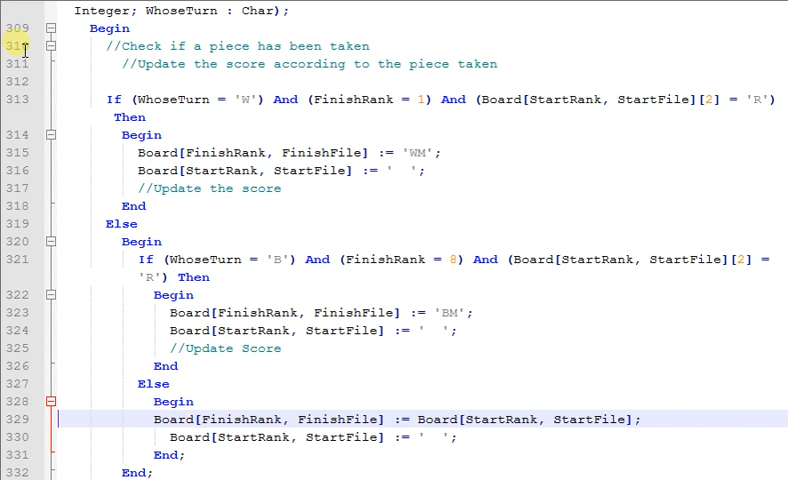 Integer; WhoseTurn : Char);
309 Begin
//Check if a piece has been taken
311 //Update the score according to the piece taken
312
313 If (WhoseTurn = 'W') And (FinishRank = 1) And (Board[StartRank, StartFile][2] = 'R')
Then
314 Begin
315 Board[FinishRank, FinishFile] := 'WM';
316 Board[StartRank, StartFile] := '  ';
317 //Update the score
318 End
319 Else
320 Begin
321 If (WhoseTurn = 'B') And (FinishRank = 8) And (Board[StartRank, StartFile][2] =
'R') Then
322 Begin
323 Board[FinishRank, FinishFile] := 'BM';
324 Board[StartRank, StartFile] := '  ';
325 //Update Score
326 End
327 Else
328 Begin
329 Board[FinishRank, FinishFile] := Board[StartRank, StartFile];
330 Board[StartRank, StartFile] := '  ';
331 End;
332 End;